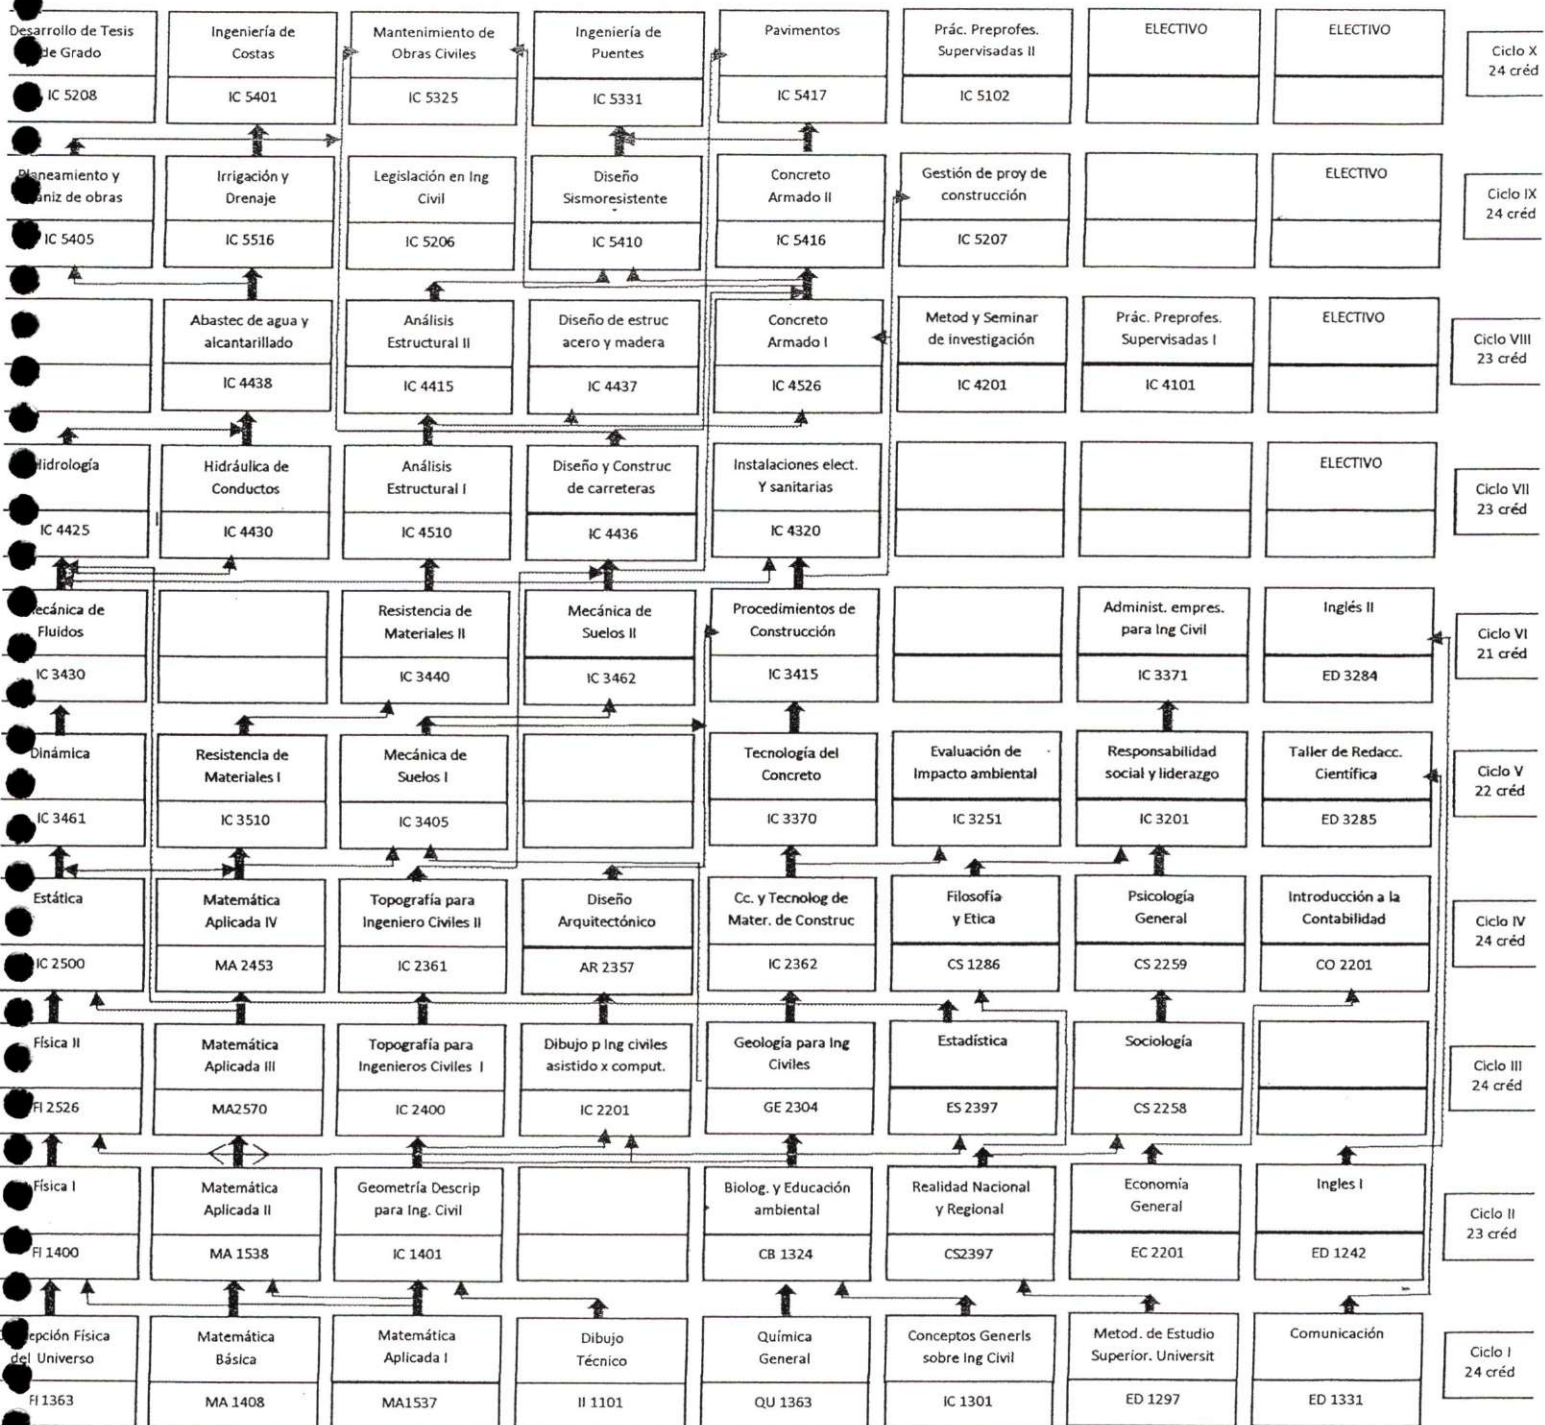 Desarrollo de Tesis
de Grado
IC 5208
Ingeniería de
Costas
IC 5401
Mantenimiento de
Obras Civiles
IC 5325
Ingeniería de
Puentes
IC 5331
Pavimentos
IC 5417
Prác. Preprofes.
Supervisadas II
IC 5102
ELECTIVO
ELECTIVO
Ciclo X
24 créd
Planeamiento y
de obras
IC 5405
Irrigación y
Drenaje
IC 5516
Legislación en Ing
Civil
IC 5206
Diseño
Sismoresistente
IC 5410
Concreto
Armado II
IC 5416
Gestión de proy de
construcción
IC 5207
ELECTIVO
Ciclo IX
24 créd
Abastec de agua y
alcantarillado
IC 4438
Análisis
Estructural II
IC 4415
Diseño de estruc
acero y madera
IC 4437
Concreto
Armado I
IC 4526
Metod y Seminar
de investigación
IC 4201
Prác. Preprofes.
Supervisadas I
IC 4101
ELECTIVO
Ciclo VIII
23 créd
Hidrología
IC 4425
Hidráulica de
Conductos
IC 4430
Análisis
Estructural I
IC 4510
Diseño y Construc
de carreteras
IC 4436
Instalaciones elect.
Y sanitarias
IC 4320
ELECTIVO
Ciclo VII
23 créd
Mecánica de
Fluidos
IC 3430
Resistencia de
Materiales II
IC 3440
Mecánica de
Suelos II
IC 3462
Procedimientos de
Construcción
IC 3415
Administ. empres.
para Ing Civil
IC 3371
Inglés II
ED 3284
Ciclo VI
21 créd
Dinámica
IC 3461
Resistencia de
Materiales I
IC 3510
Mecánica de
Suelos I
IC 3405
Tecnología del
Concreto
IC 3370
Evaluación de
Impacto ambiental
IC 3251
Responsabilidad
social y liderazgo
IC 3201
Taller de Redacc.
Científica
ED 3285
Ciclo V
22 créd
Estática
IC 2500
Matemática
Aplicada IV
MA 2453
Topografía para
Ingeniero Civiles II
IC 2361
Diseño
Arquitectónico
AR 2357
Cc. y Tecnolog de
Mater. de Construc
IC 2362
Filosofía
y Etica
CS 1286
Psicología
General
CS 2259
Introducción a la
Contabilidad
CO 2201
Ciclo IV
24 créd
Física II
FI 2526
Matemática
Aplicada III
MA2570
Topografía para
Ingenieros Civiles I
IC 2400
Dibujo p Ing civiles
asistido x comput.
IC 2201
Geología para Ing
Civiles
GE 2304
Estadística
ES 2397
Sociología
CS 2258
Ciclo III
24 créd
Física I
FI 1400
Matemática
Aplicada II
MA 1538
Geometría Descrip
para Ing. Civil
IC 1401
Biolog. y Educación
ambiental
CB 1324
Realidad Nacional
y Regional
CS2397
Economía
General
EC 2201
Ingles I
ED 1242
Ciclo II
23 créd
Física
del Universo
FI 1363
Matemática
Básica
MA 1408
Matemática
Aplicada I
MA1537
Dibujo
Técnico
II 1101
Química
General
QU 1363
Conceptos Generls
sobre Ing Civil
IC 1301
Metod. de Estudio
Superior. Universit
ED 1297
Comunicación
ED 1331
Ciclo I
24 créd